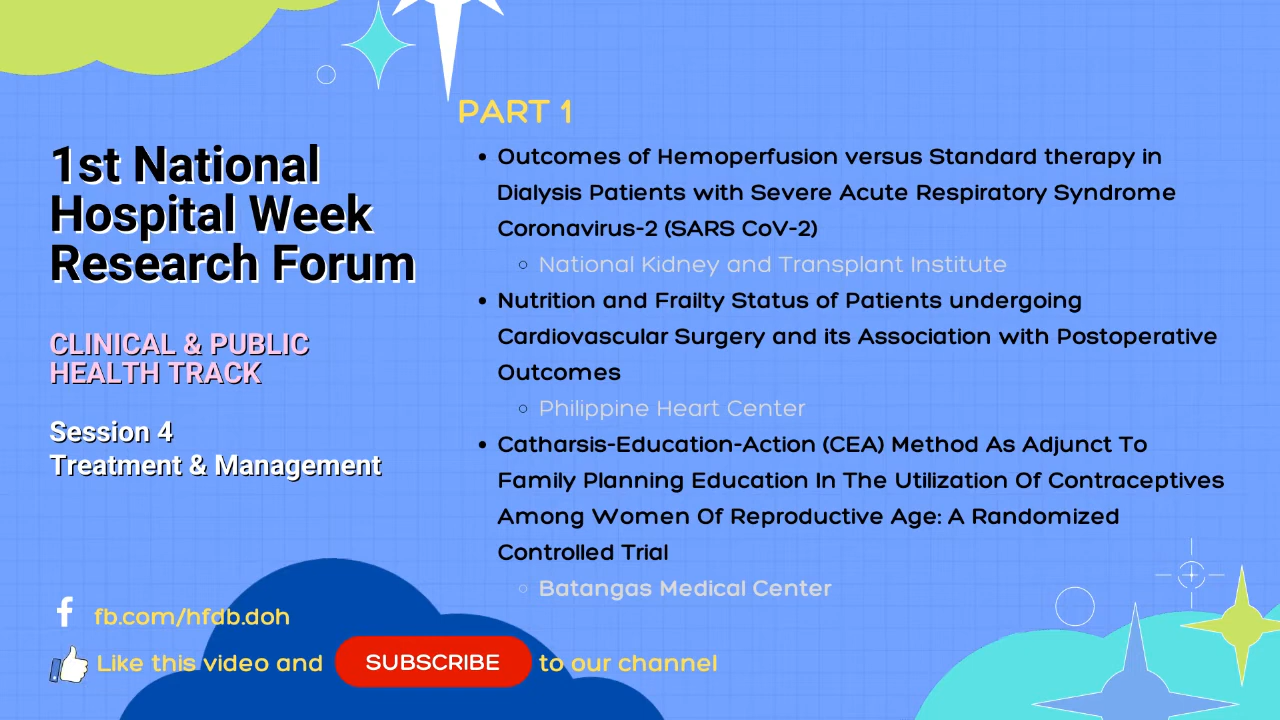 1st National
Hospital Week
Research Forum
CLINICAL & PUBLIC
HEALTH TRACK
Session 4
Treatment & Management
PART 1
Outcomes of Hemoperfusion versus Standard therapy in
Dialysis Patients with Severe Acute Respiratory Syndrome
Coronavirus-2 (SARS CoV-2)
National Kidney and Transplant Institute
Nutrition and Frailty Status of Patients undergoing
Cardiovascular Surgery and its Association with Postoperative
Outcomes
Philippine Heart Center
Catharsis-Education-Action (CEA) Method As Adjunct To
Family Planning Education In The Utilization Of Contraceptives
Among Women Of Reproductive Age: A Randomized
Controlled Trial
Batangas Medical Center
fb.com/hfdb.doh
Like this video and SUBSCRIBE to our channel